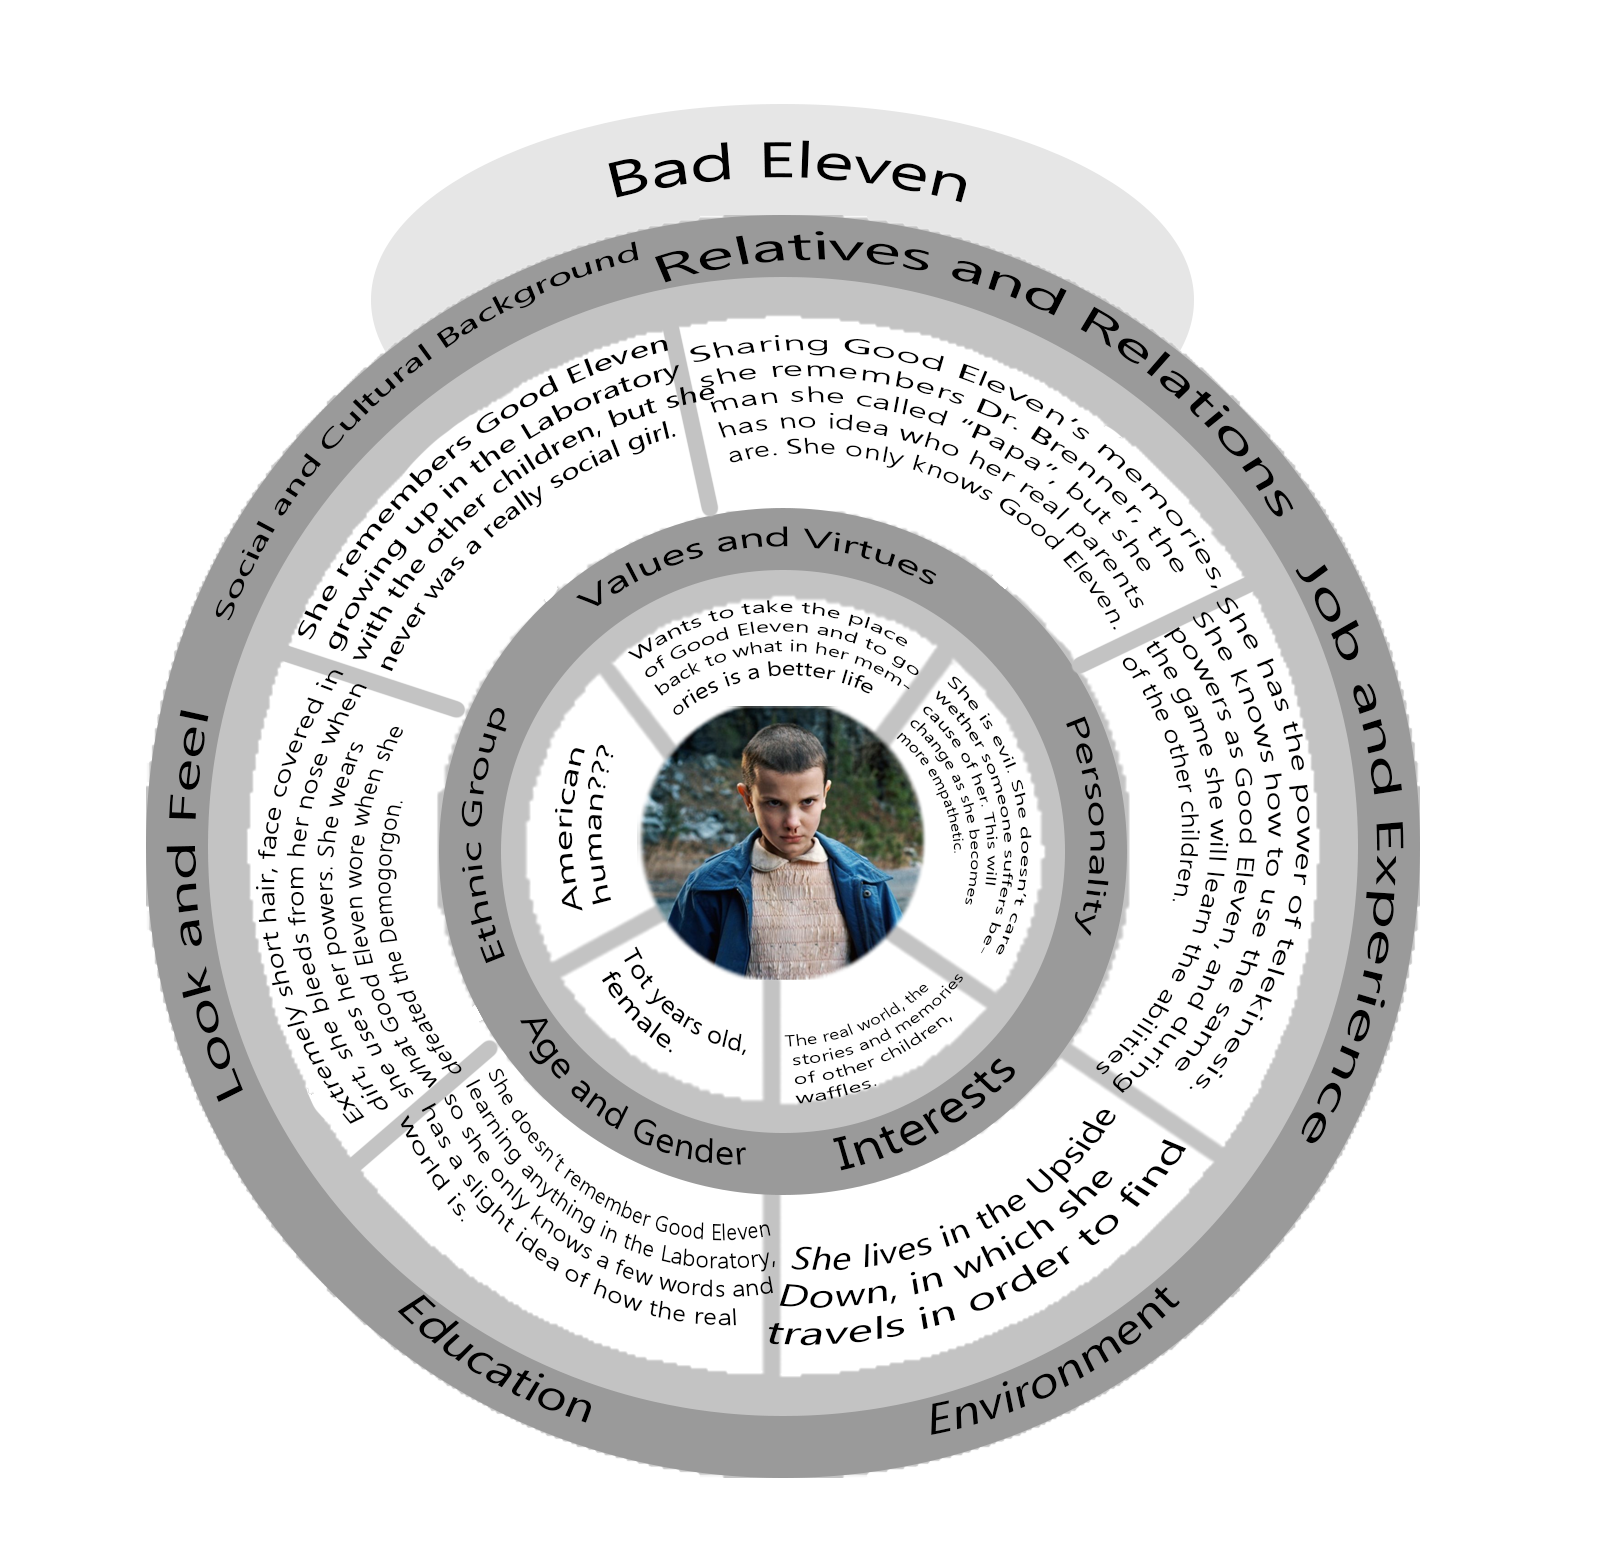 Bad Eleven
Social and Cultural Background
She remembers Good Eleven
growing up in the Laboratory
with the other children, but she
never was a really social girl.
Relatives and Relations
Sharing Good Eleven's memories,
she remembers Dr. Brenner, the
man she called "Papa", but she
has no idea who her real parents
are. She only knows Good Eleven.
Job and Experience
She has the power of telekinesis.
She knows how to use the same
powers as Good Eleven, and during
the game she will learn the abilities
of the other children.
Environment
She lives in the Upside
Down, in which she
travels in order to find
Education
She doesn't remember Good Eleven
learning anything in the Laboratory,
so she only knows a few words and
has a slight idea of how the real
world is.
Look and Feel
Extremely short hair, face covered in
dirt, she bleeds from her nose when
she uses her powers. She wears
what Good Eleven wore when she
defeated the Demogorgon.
Values and Virtues
Wants to take the place
of Good Eleven and to go
back to what in her mem-
ories is a better life
Personality
She is evil. She doesn't care
wether someone suffers be-
cause of her. This will
change as she becomes
more empathetic.
Interests
The real world, the
stories and memories
of other children,
waffles.
Age and Gender
Tot years old,
female.
Ethnic Group
American
human???